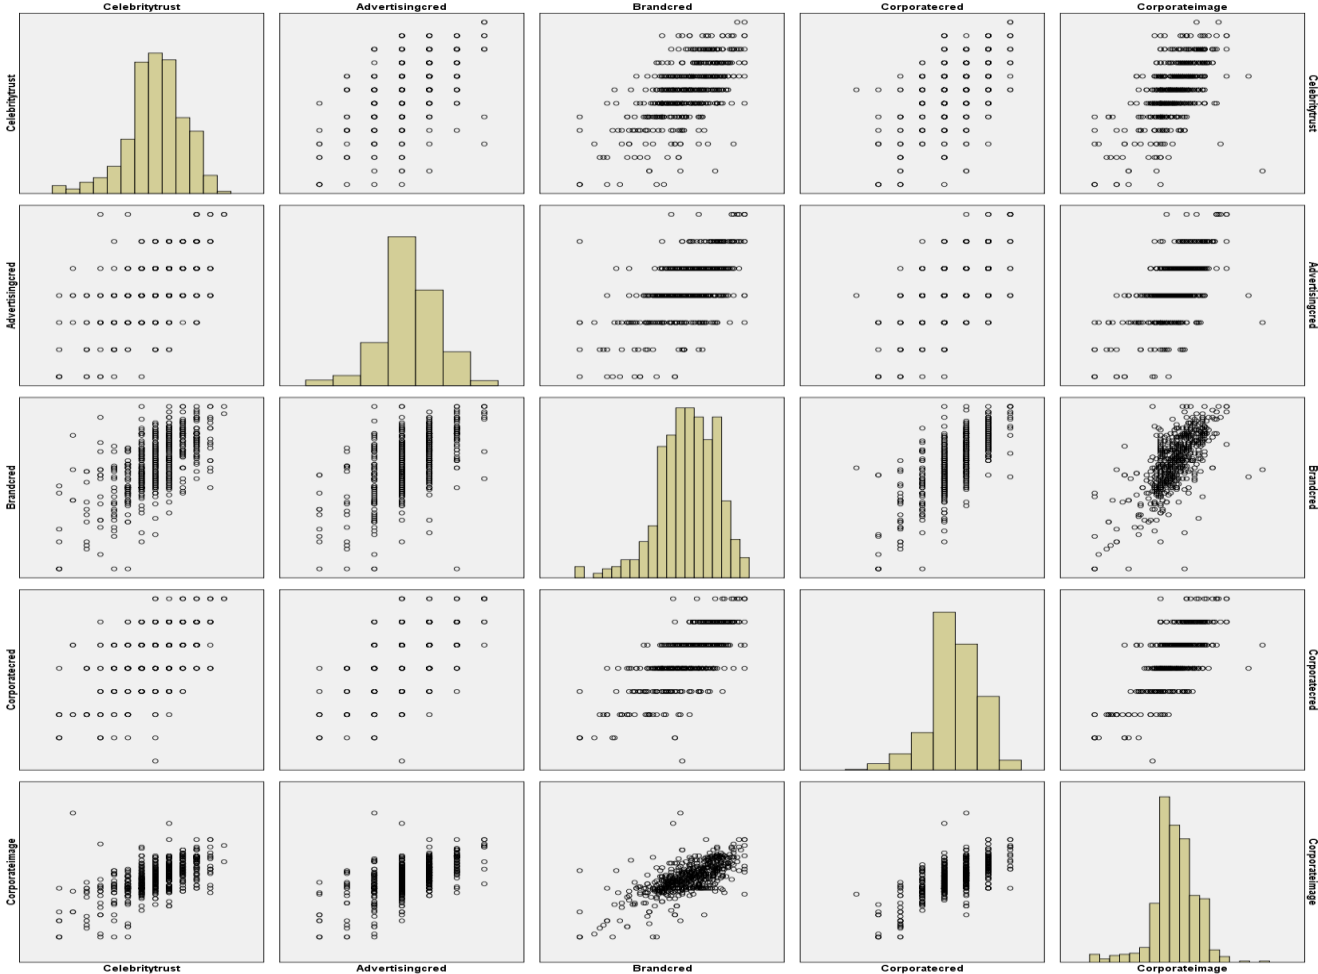 Celebritytrust Advertisingcred Brandcred Corporatecred Corporateimage
Celebritytrust Celebritytrust
Advertisingcred Advertisingcred
Brandcred Brandcred
Corporatecred Corporatecred
Corporateimage Corporateimage
Celebritytrust Advertisingcred Brandcred Corporatecred Corporateimage